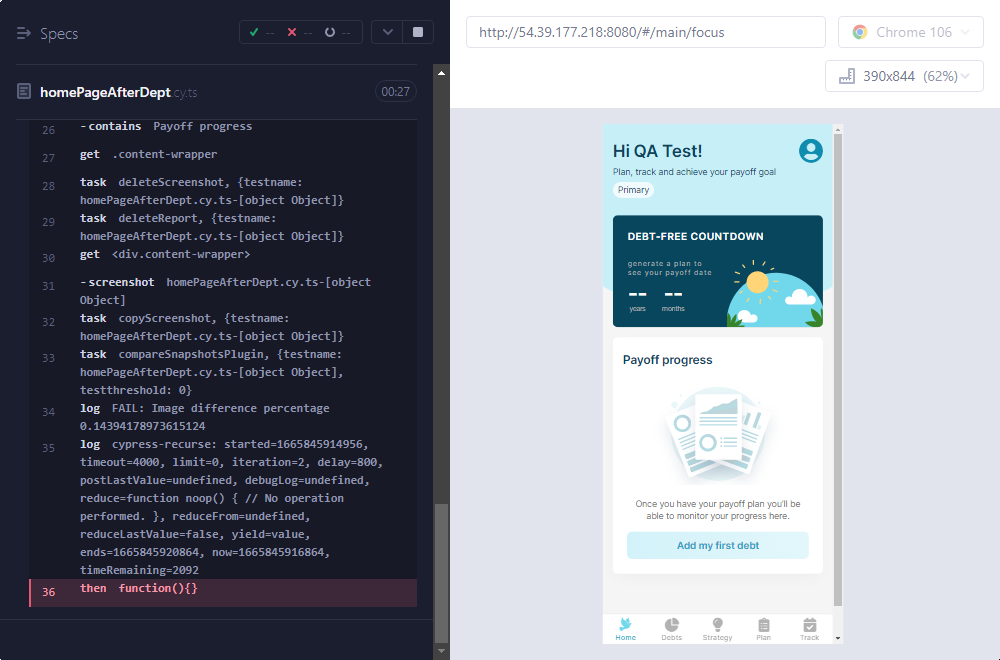 Specs
-- -- --
homePageAfterDept.cy.ts
00:27
26 -contains Payoff progress
27 get .content-wrapper
28 task deleteScreenshot, {testname:
homePageAfterDept.cy.ts-[object Object]}
29 task deleteReport, {testname:
homePageAfterDept.cy.ts-[object Object]}
30 get <div.content-wrapper>
31 -screenshot homePageAfterDept.cy.ts-[object
Object]
32 task copyScreenshot, {testname:
homePageAfterDept.cy.ts-[object Object]}
33 task compareSnapshotsPlugin, {testname:
homePageAfterDept.cy.ts-[object Object],
testthreshold: 0}
34 log FAIL: Image difference percentage
0.14394178973615124
35 log cypress-recurse: started=1665845914956,
timeout=4000, limit=0, iteration=2, delay=800,
postLastValue=undefined, debugLog=undefined,
reduce=function noop() { // No operation
performed. }, reduceFrom=undefined,
reduceLastValue=false, yield=value,
ends=1665845920864, now=1665845916864,
timeRemaining=2092
36 then function(){}
http://54.39.177.218:8080/#/main/focus
Chrome 106
390x844 (62%)
Hi QA Test!
Plan, track and achieve your payoff goal
Primary
DEBT-FREE COUNTDOWN
generate a plan to
see your payoff date
-- --
years months
Payoff progress
Once you have your payoff plan you'll be
able to monitor your progress here.
Add my first debt
Home Debts Strategy Plan Track